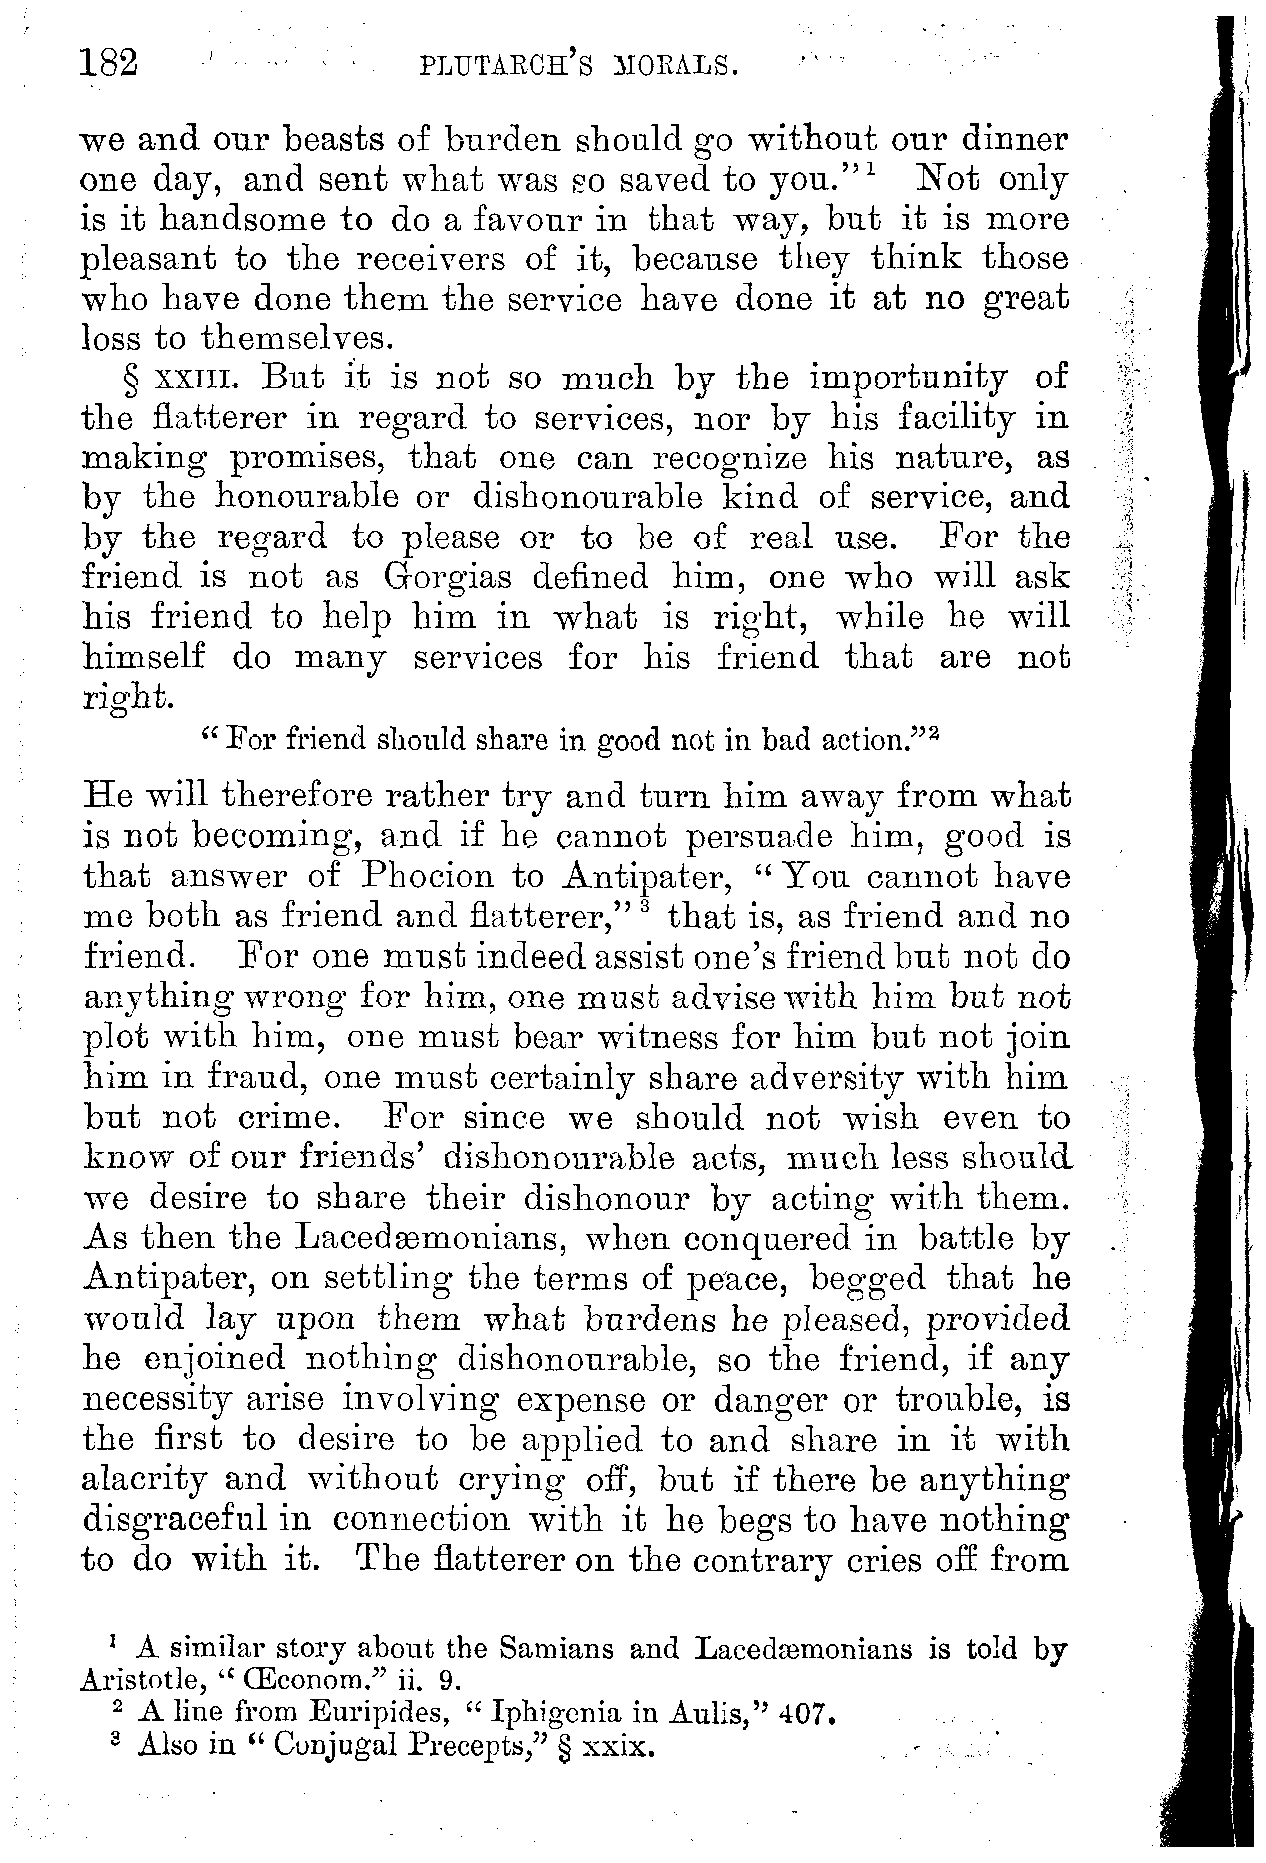 182 PLUTARCH'S MORALS.
we and our beasts of burden should go without our dinner
one day, and sent what was so saved to you."¹ Not only
is it handsome to do a favour in that way, but it is more
pleasant to the receivers of it, because they think those
who have done them the service have done it at no great
loss to themselves.
§ XXIII. But it is not so much by the importunity of
the flatterer in regard to services, nor by his facility in
making promises, that one can recognize his nature, as
by the honourable or dishonourable kind of service, and
by the regard to please or to be of real use. For the
friend is not as Gorgias defined him, one who will ask
his friend to help him in what is right, while he will
himself do many services for his friend that are not
right.
"For friend should share in good not in bad action."²
He will therefore rather try and turn him away from what
is not becoming, and if he cannot persuade him, good is
that answer of Phocion to Antipater, "You cannot have
me both as friend and flatterer,"³ that is, as friend and no
friend. For one must indeed assist one's friend but not do
anything wrong for him, one must advise with him but not
plot with him, one must bear witness for him but not join
him in fraud, one must certainly share adversity with him
but not crime. For since we should not wish even to
know of our friends' dishonourable acts, much less should
we desire to share their dishonour by acting with them.
As then the Lacedæmonians, when conquered in battle by
Antipater, on settling the terms of peace, begged that he
would lay upon them what burdens he pleased, provided
he enjoined nothing dishonourable, so the friend, if any
necessity arise involving expense or danger or trouble, is
the first to desire to be applied to and share in it with
alacrity and without crying off, but if there be anything
disgraceful in connection with it he begs to have nothing
to do with it. The flatterer on the contrary cries off from
¹ A similar story about the Samians and Lacedæmonians is told by
Aristotle, "Œconom." ii. 9.
² A line from Euripides, "Iphigenia in Aulis," 407.
³ Also in "Conjugal Precepts," § xxix.